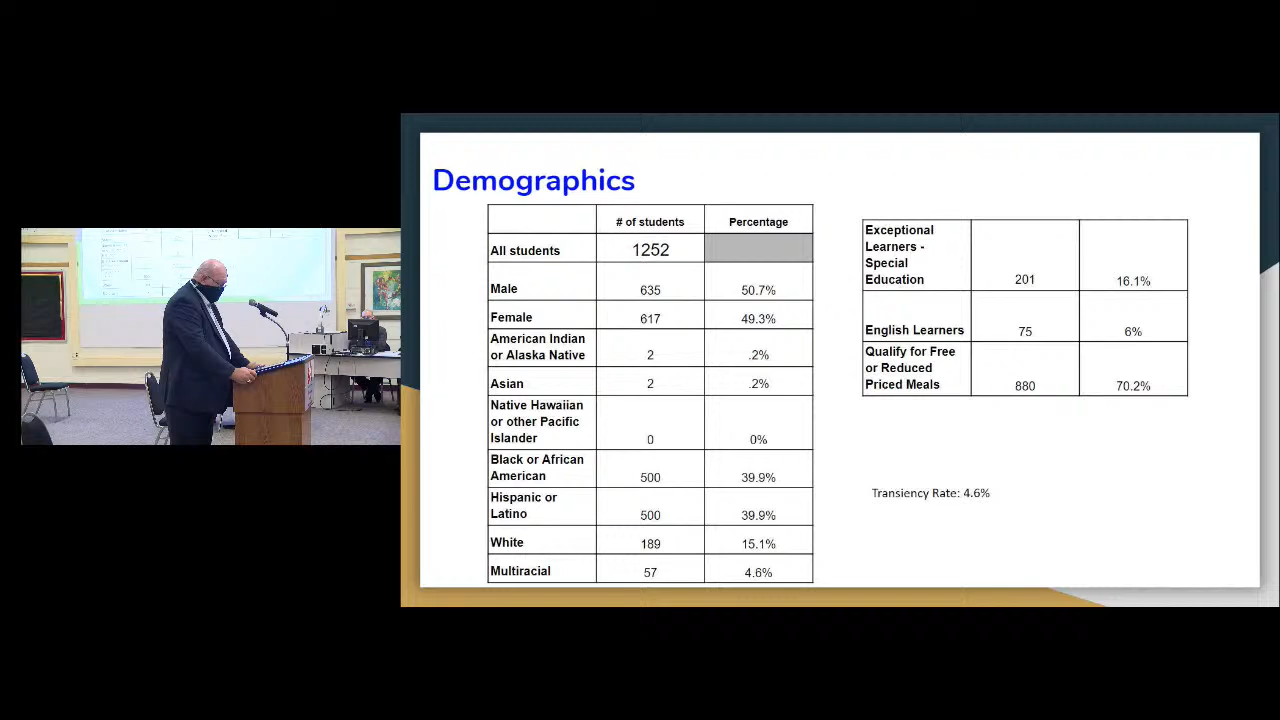 Demographics
# of students Percentage
All students 1252
Male 635 50.7%
Female 617 49.3%
American Indian
or Alaska Native 2 .2%
Asian 2 .2%
Native Hawaiian
or other Pacific
Islander 0 0%
Black or African
American 500 39.9%
Hispanic or
Latino 500 39.9%
White 189 15.1%
Multiracial 57 4.6%
Exceptional
Learners -
Special
Education 201 16.1%
English Learners 75 6%
Qualify for Free
or Reduced
Priced Meals 880 70.2%
Transiency Rate: 4.6%